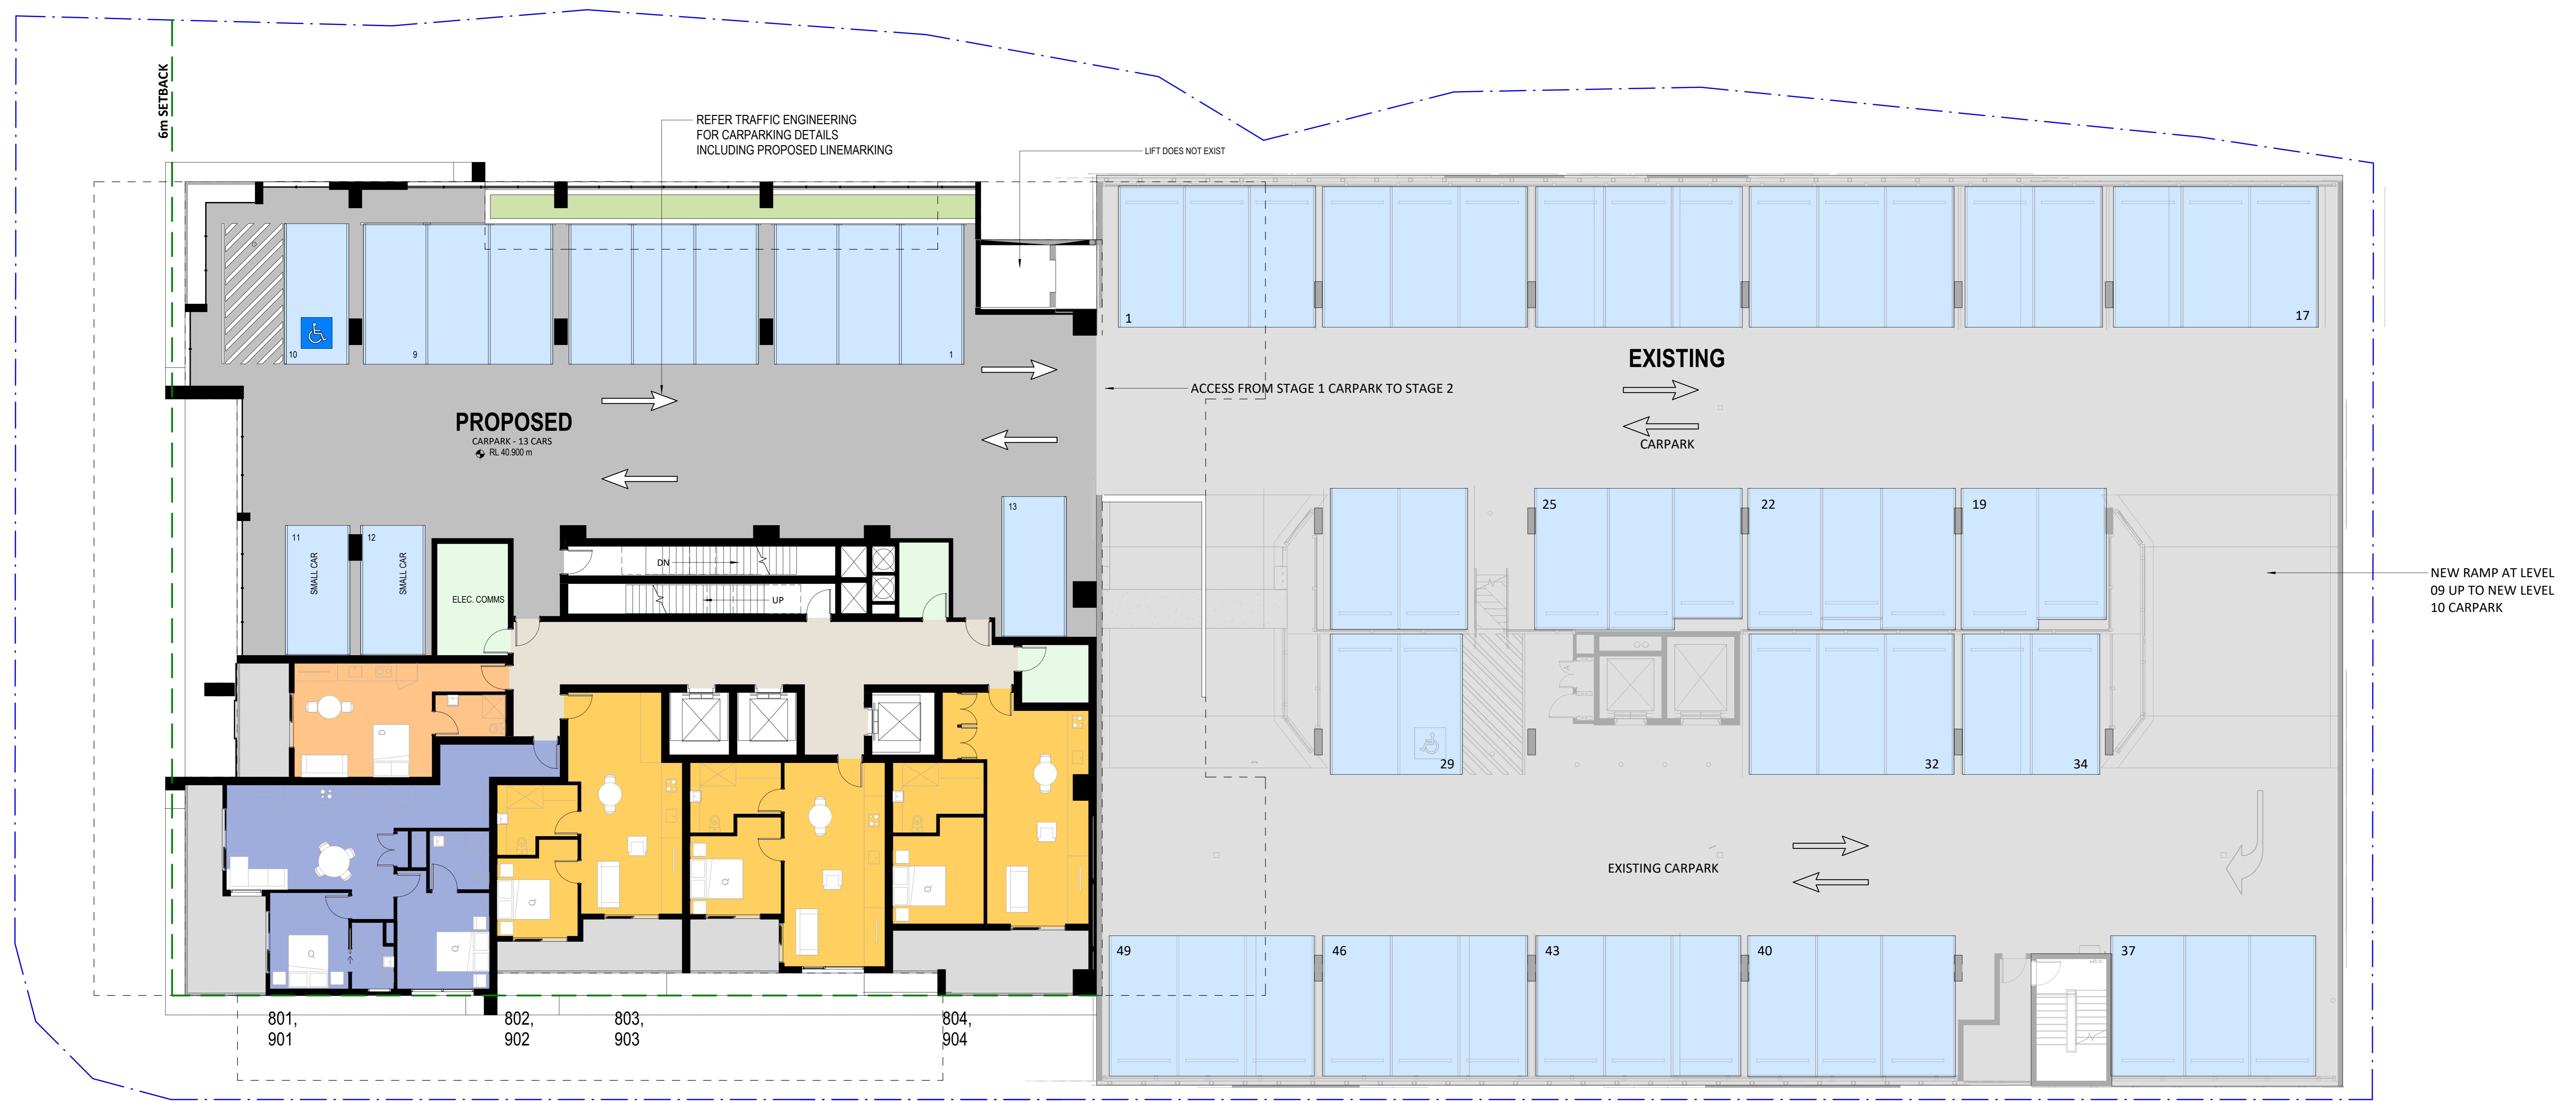 6m SETBACK
REFER TRAFFIC ENGINEERING
FOR CARPARKING DETAILS
INCLUDING PROPOSED LINEMARKING
LIFT DOES NOT EXIST
1
17
10
9
1
EXISTING
ACCESS FROM STAGE 1 CARPARK TO STAGE 2
PROPOSED
CARPARK - 13 CARS
RL 40.900 m
CARPARK
13
25
22
19
11
SMALL CAR
12
SMALL CAR
DN
ELEC. COMMS
UP
NEW RAMP AT LEVEL
09 UP TO NEW LEVEL
10 CARPARK
D
29
32
34
EXISTING CARPARK
Q
Q
Q
Q
Q
49
46
43
40
37
801,
901
802,
902
803,
903
804,
904